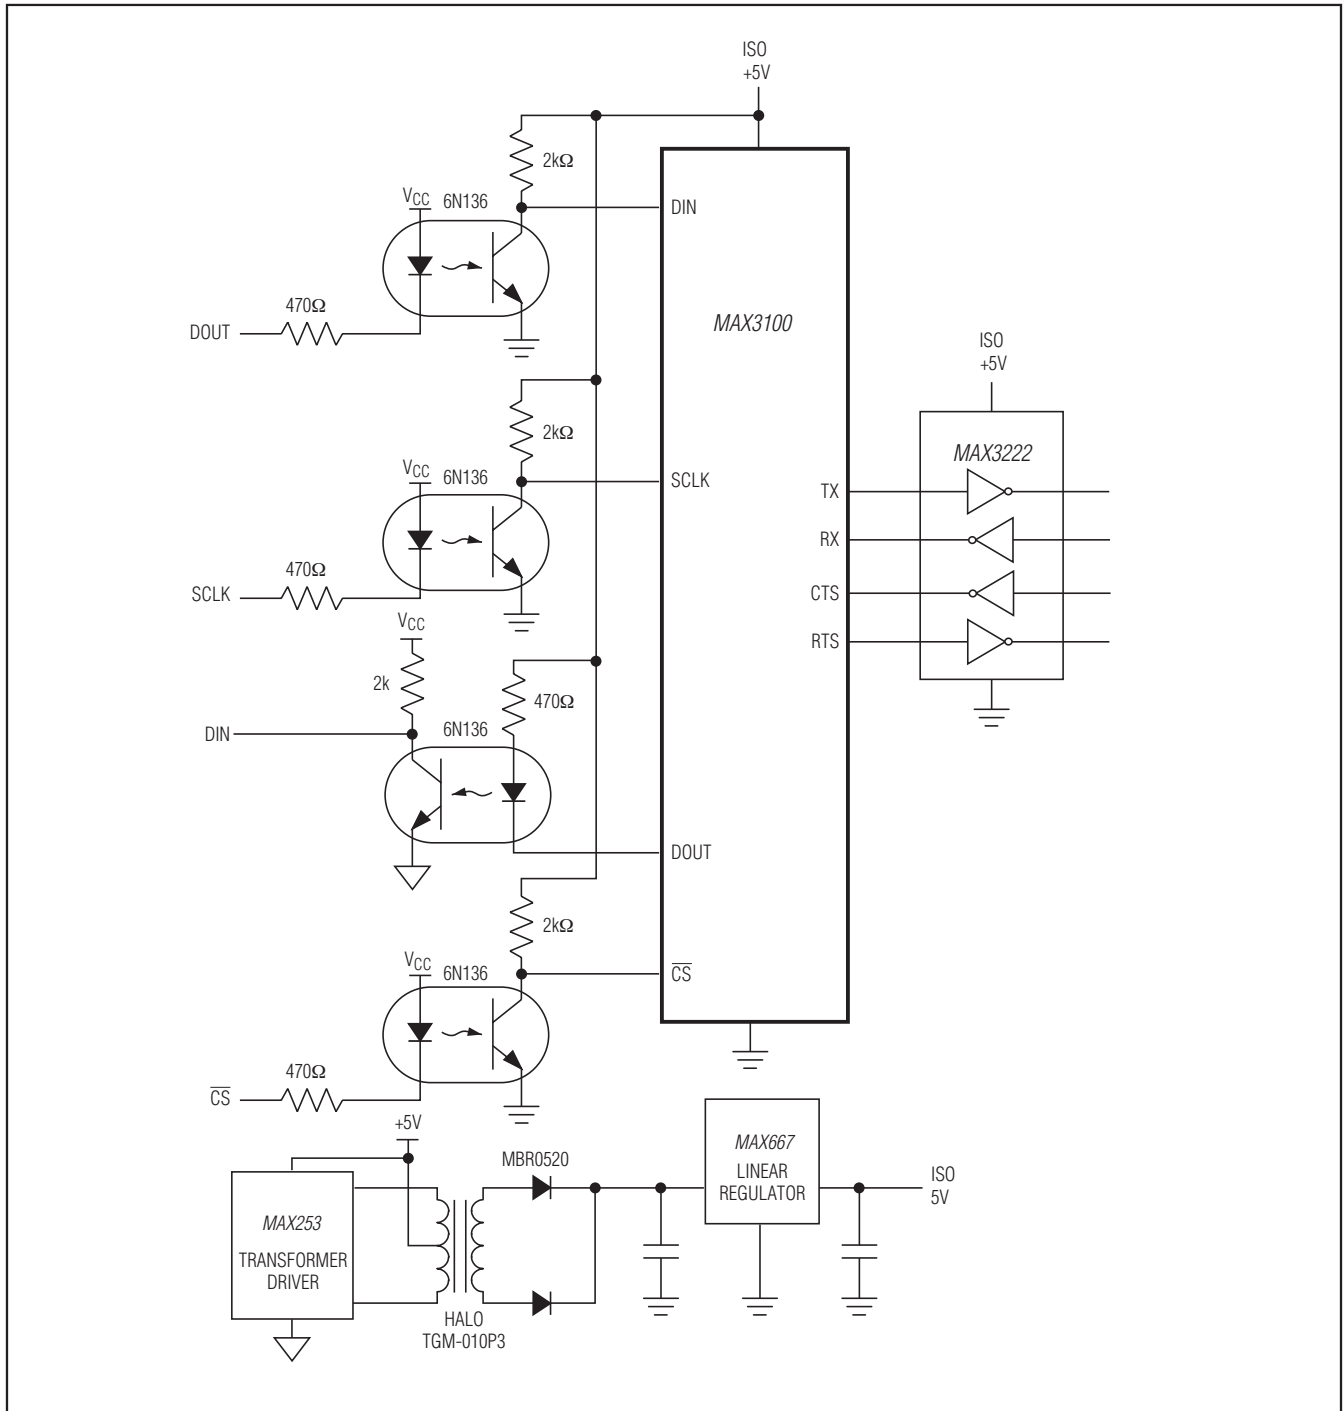 ISO
+5V
2kΩ
VCC
6N136
DIN
470Ω
DOUT
MAX3100
ISO
+5V
2kΩ
MAX3222
VCC
6N136
SCLK
TX
RX
470Ω
SCLK
CTS
VCC
RTS
2k
470Ω
6N136
DIN
DOUT
2kΩ
VCC
6N136
CS
470Ω
CS
+5V
MBR0520
MAX667
LINEAR
REGULATOR
ISO
5V
MAX253
TRANSFORMER
DRIVER
HALO
TGM-010P3